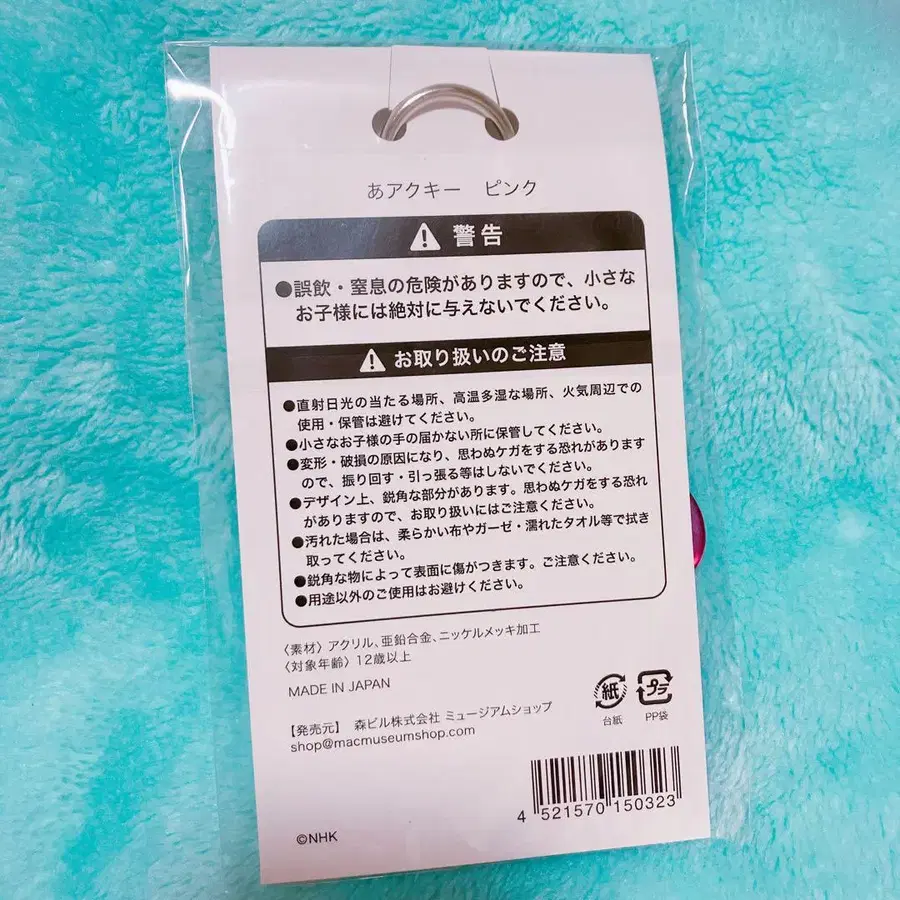 あアクキー　ピンク
警告
●誤飲・窒息の危険がありますので、小さな
お子様には絶対に与えないでください。
お取り扱いのご注意
●直射日光の当たる場所、高温多湿な場所、火気周辺での
使用・保管は避けてください。
●小さなお子様の手の届かない所に保管してください。
●変形・破損の原因になり、思わぬケガをする恐れがあります
ので、振り回す・引っ張る等はしないでください。
●デザイン上、鋭角な部分があります。思わぬケガをする恐れ
がありますので、お取り扱いにはご注意ください。
●汚れた場合は、柔らかい布やガーゼ・濡れたタオル等で拭き
取ってください。
●鋭角な物によって表面に傷がつきます。ご注意ください。
●用途以外のご使用はお避けください。
〈素材〉アクリル、亜鉛合金、ニッケルメッキ加工
〈対象年齢〉12歳以上
MADE IN JAPAN
紙 プラ
台紙 PP袋
【発売元】 森ビル株式会社 ミュージアムショップ
shop@macmuseumshop.com
4 521570 150323
©NHK